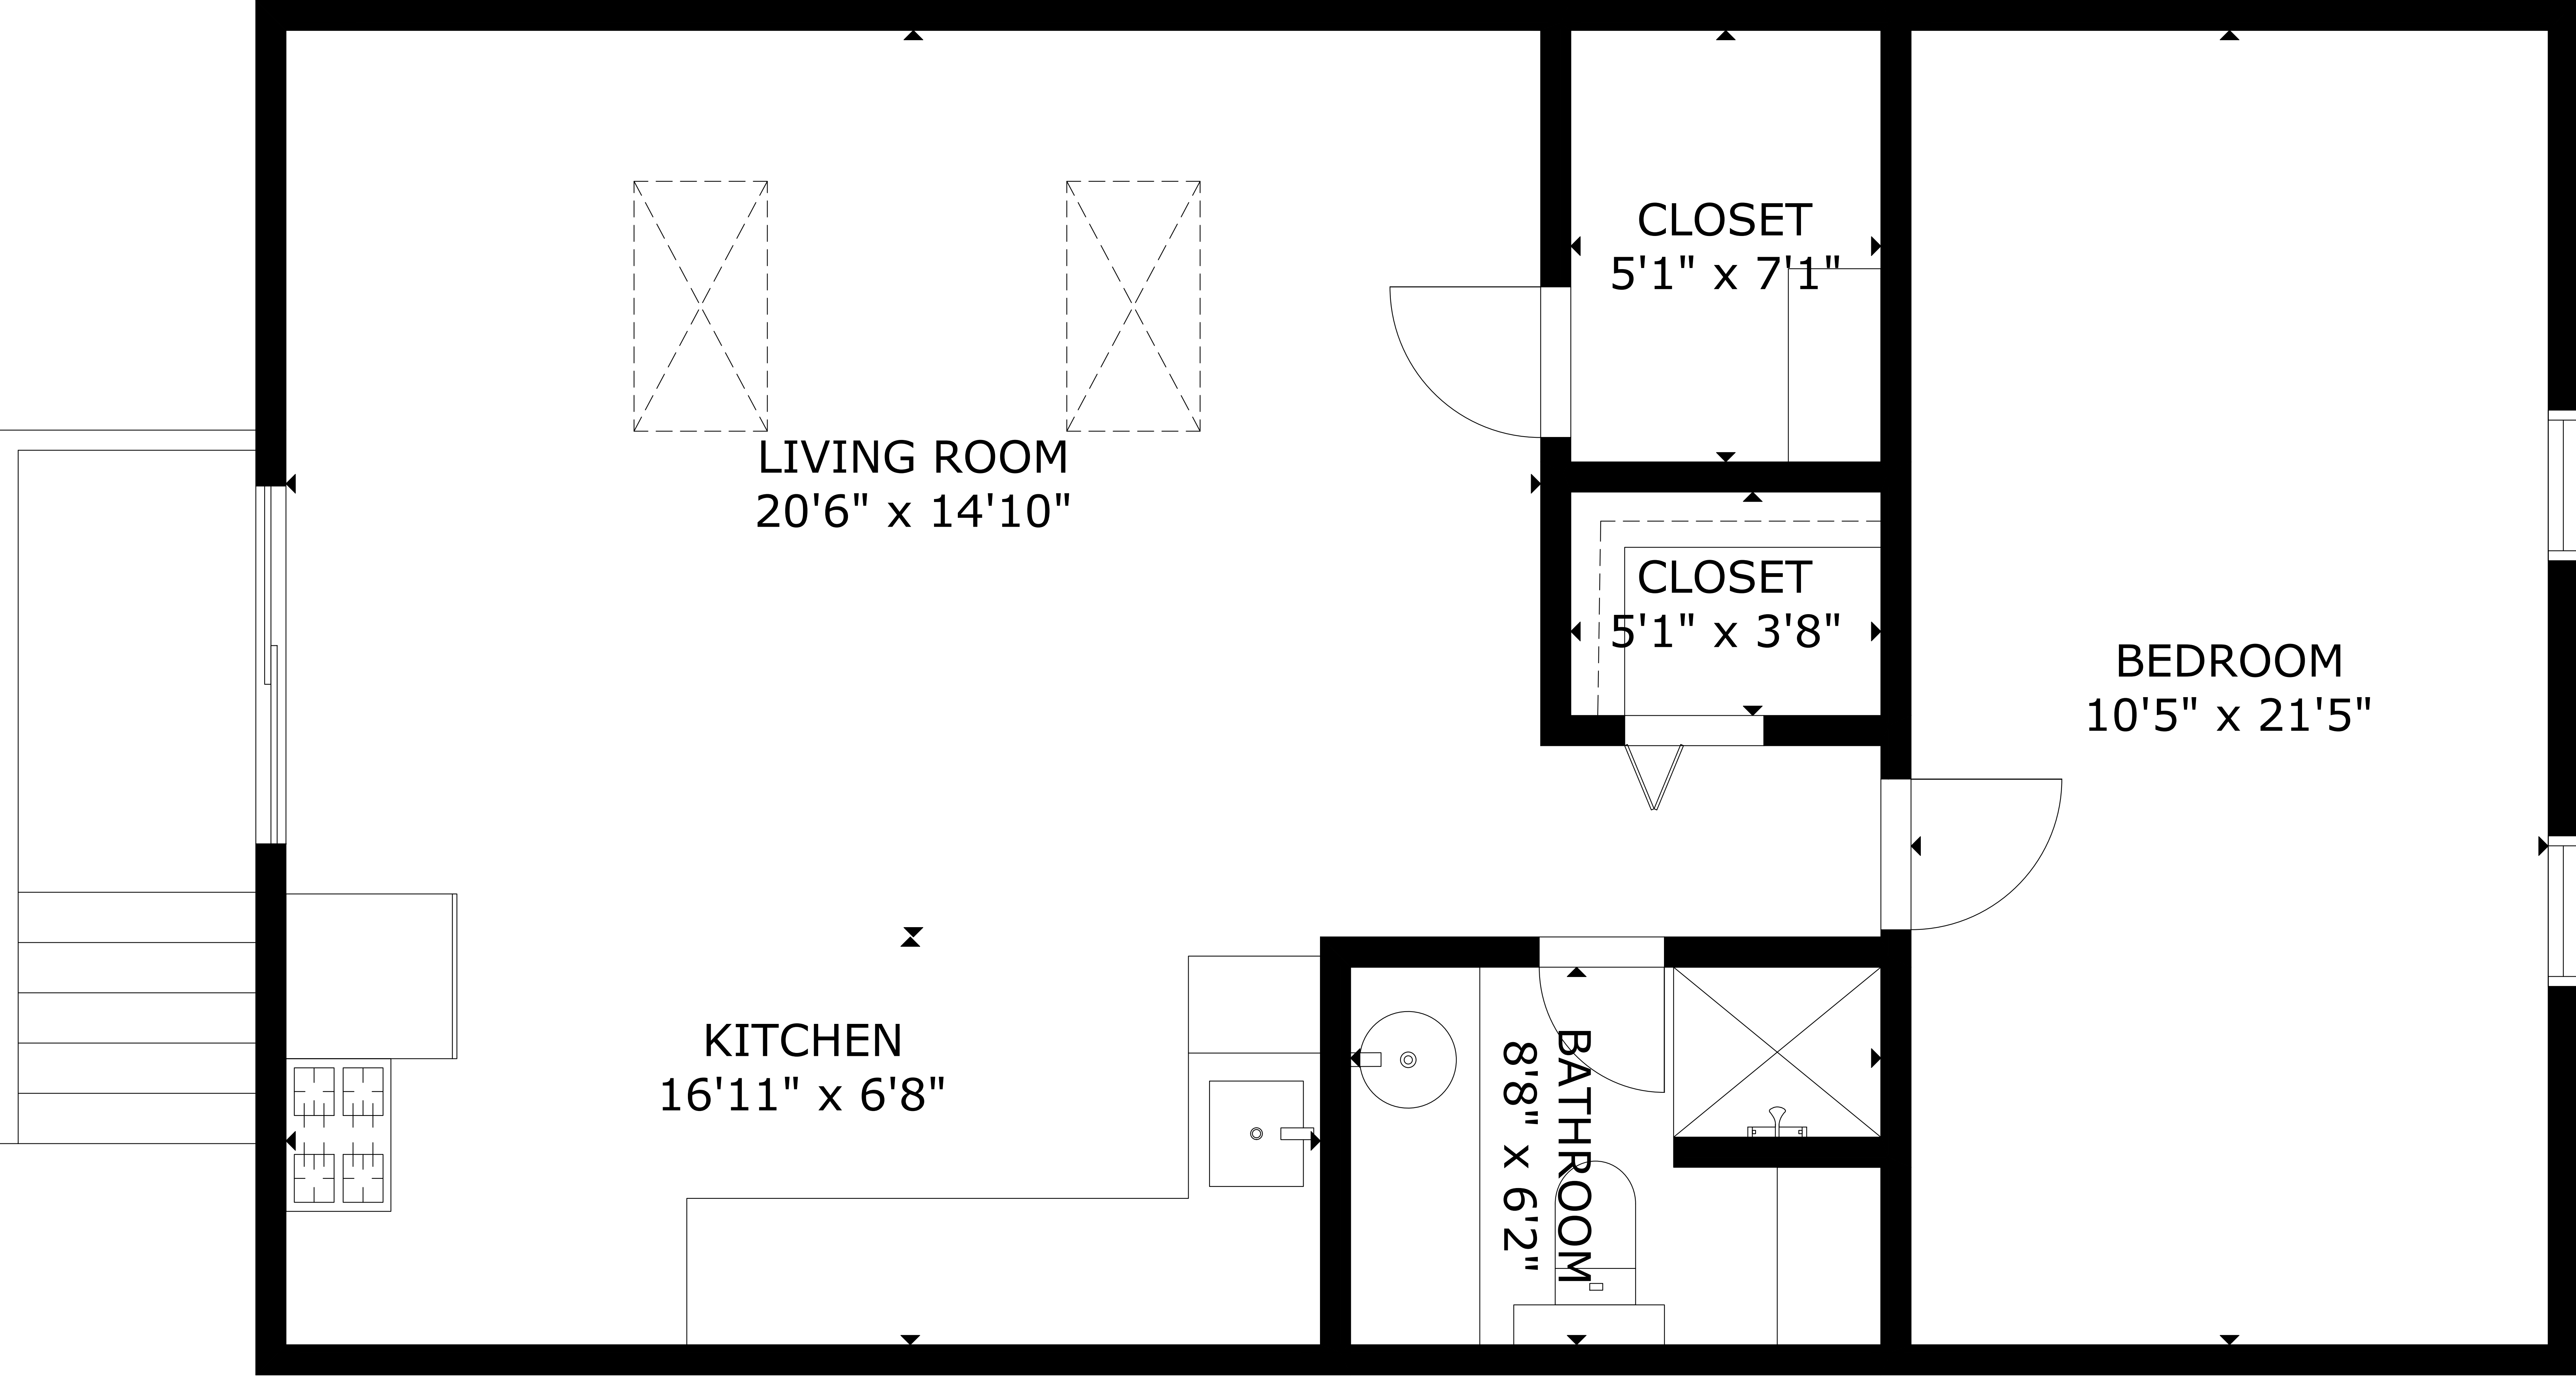 CLOSET
5'1" x 7'1"
LIVING ROOM
20'6" x 14'10"
CLOSET
5'1" x 3'8"
BEDROOM
10'5" x 21'5"
KITCHEN
16'11" x 6'8"
BATHROOM
8'8" x 6'2"